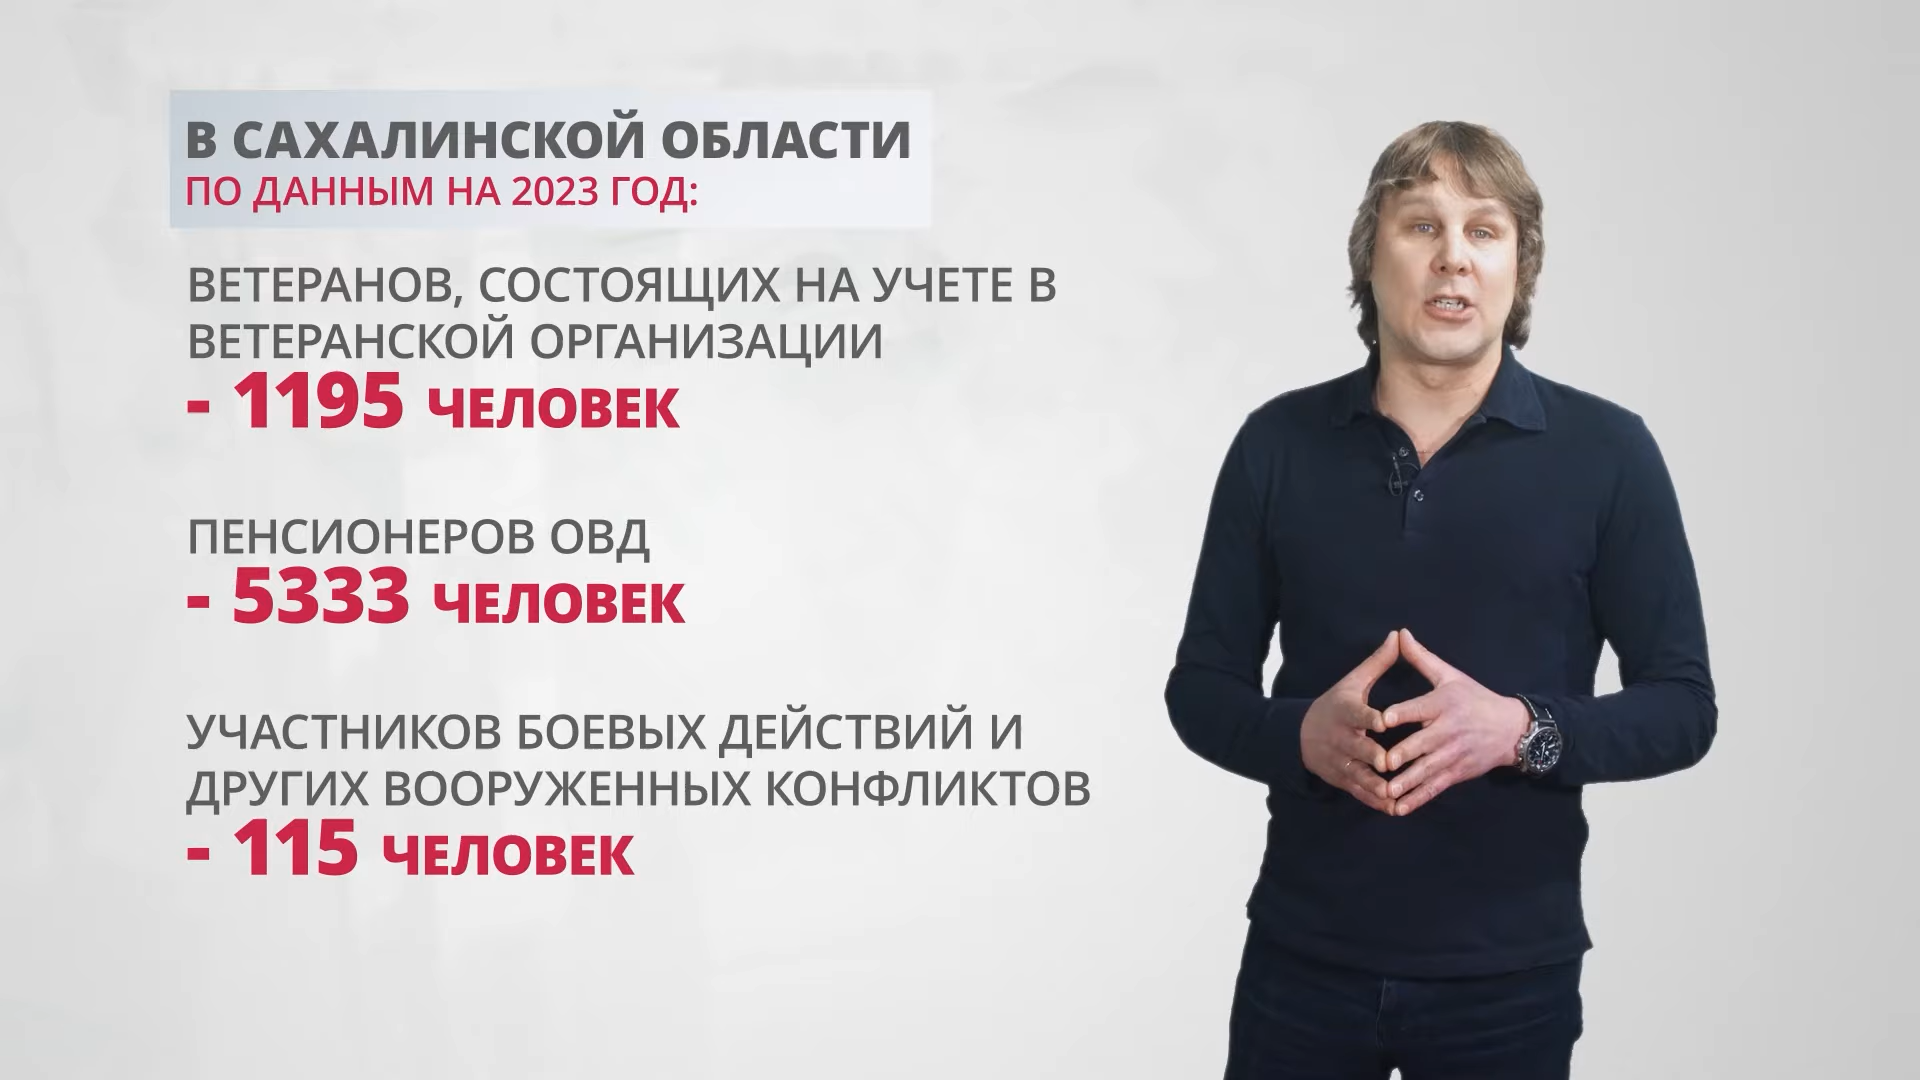 В САХАЛИНСКОЙ ОБЛАСТИ
ПО ДАННЫМ НА 2023 ГОД:
ВЕТЕРАНОВ, СОСТОЯЩИХ НА УЧЕТЕ В
ВЕТЕРАНСКОЙ ОРГАНИЗАЦИИ
- 1195 ЧЕЛОВЕК
ПЕНСИОНЕРОВ ОВД
- 5333 ЧЕЛОВЕК
УЧАСТНИКОВ БОЕВЫХ ДЕЙСТВИЙ И
ДРУГИХ ВООРУЖЕННЫХ КОНФЛИКТОВ
- 115 ЧЕЛОВЕК